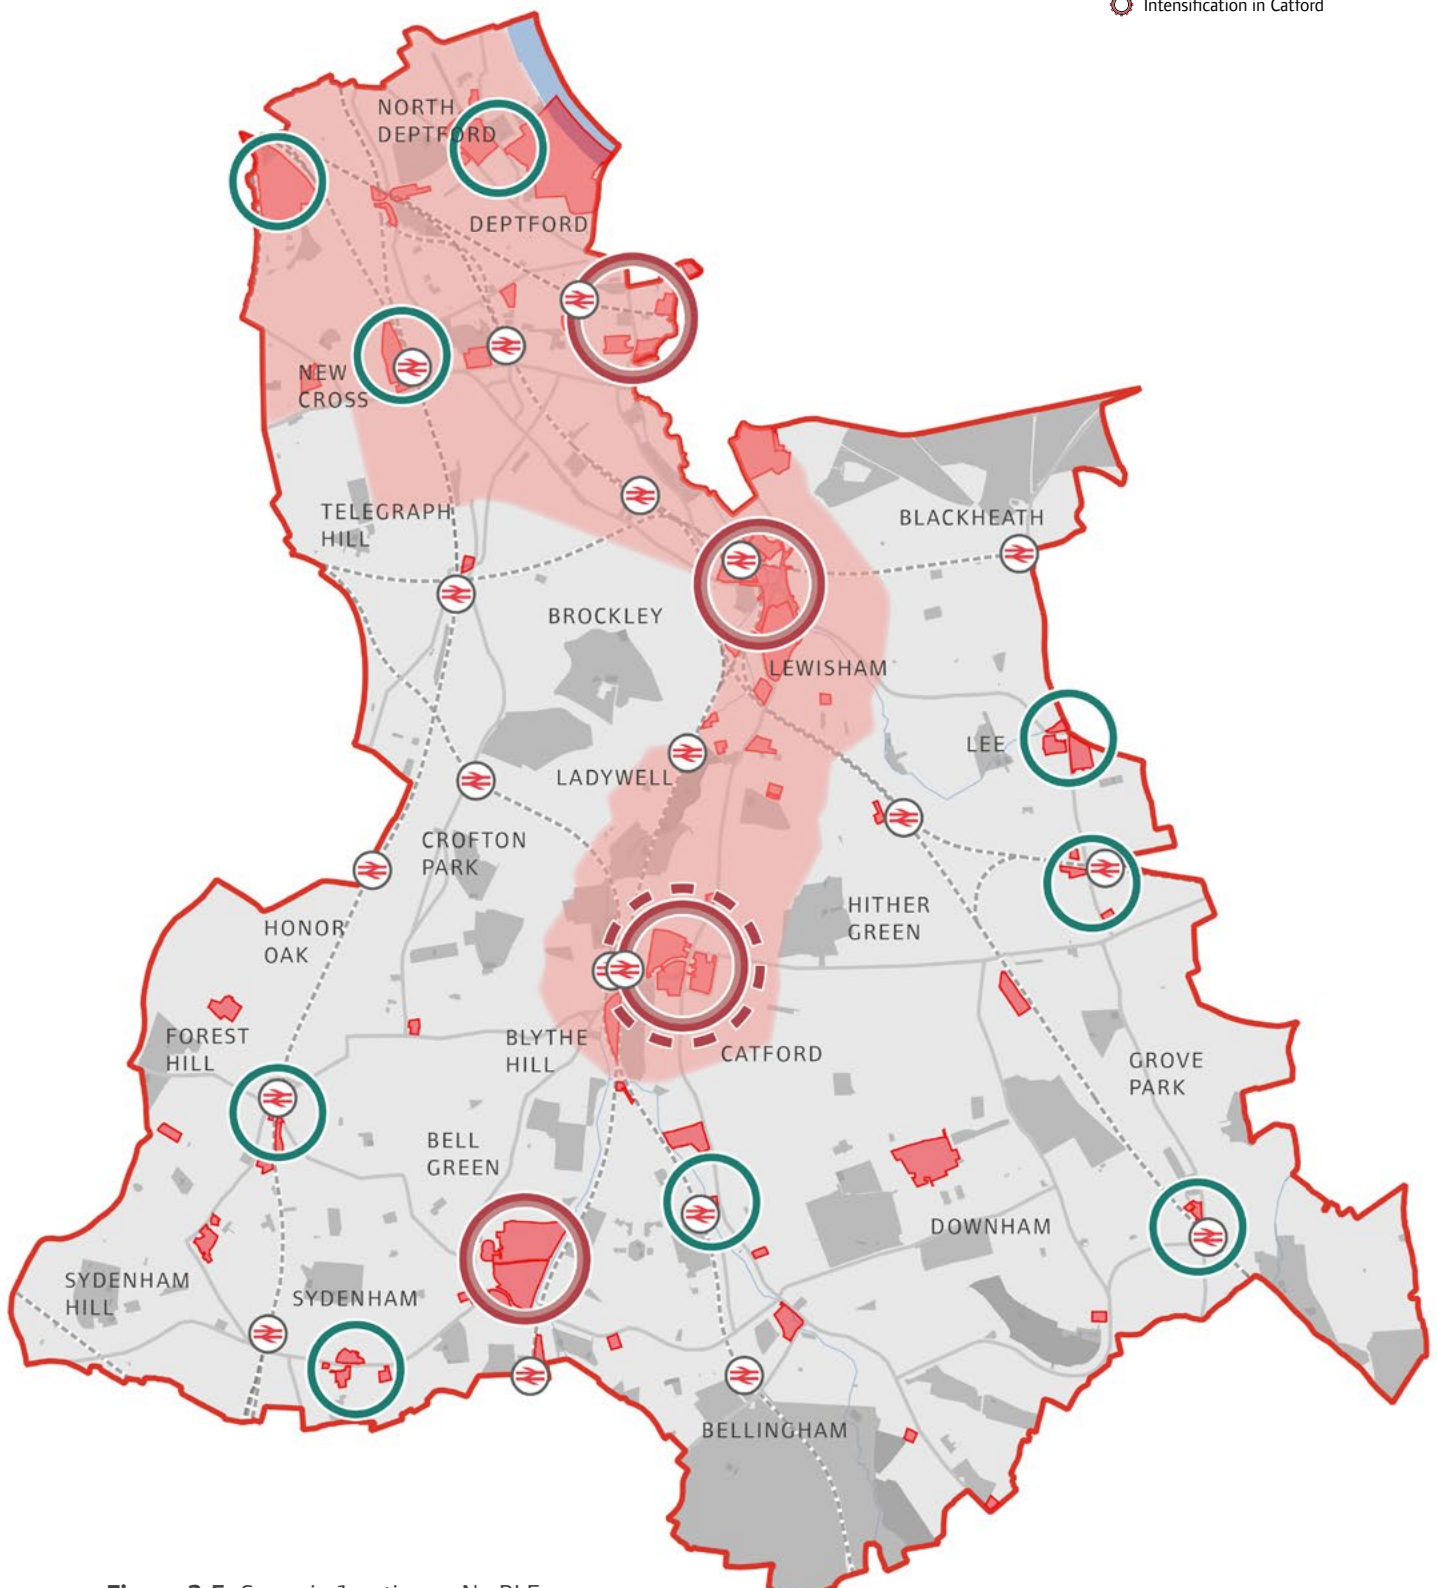 Intensification in Catford
NORTH
DEPTFORD
DEPTFORD
NEW
CROSS
TELEGRAPH
HILL
BLACKHEATH
BROCKLEY
LEWISHAM
LEE
LADYWELL
CROFTON
PARK
HITHER
GREEN
HONOR
OAK
FOREST
HILL
BLYTHE
HILL
CATFORD
GROVE
PARK
BELL
GREEN
DOWNHAM
SYDENHAM
HILL
SYDENHAM
BELLINGHAM